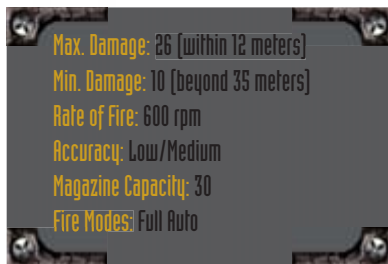 Max. Damage: 26 (within 12 meters)
Min. Damage: 10 (beyond 35 meters)
Rate of Fire: 600 rpm
Accuracy: Low/Medium
Magazine Capacity: 30
Fire Modes: Full Auto